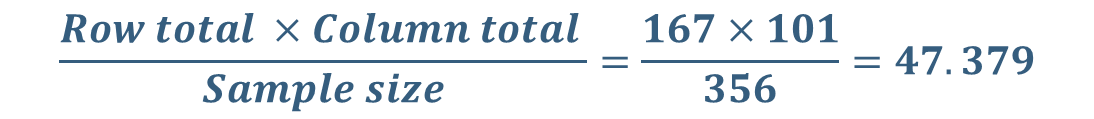 Row total × Column total / Sample size = 167 × 101 / 356 = 47.379